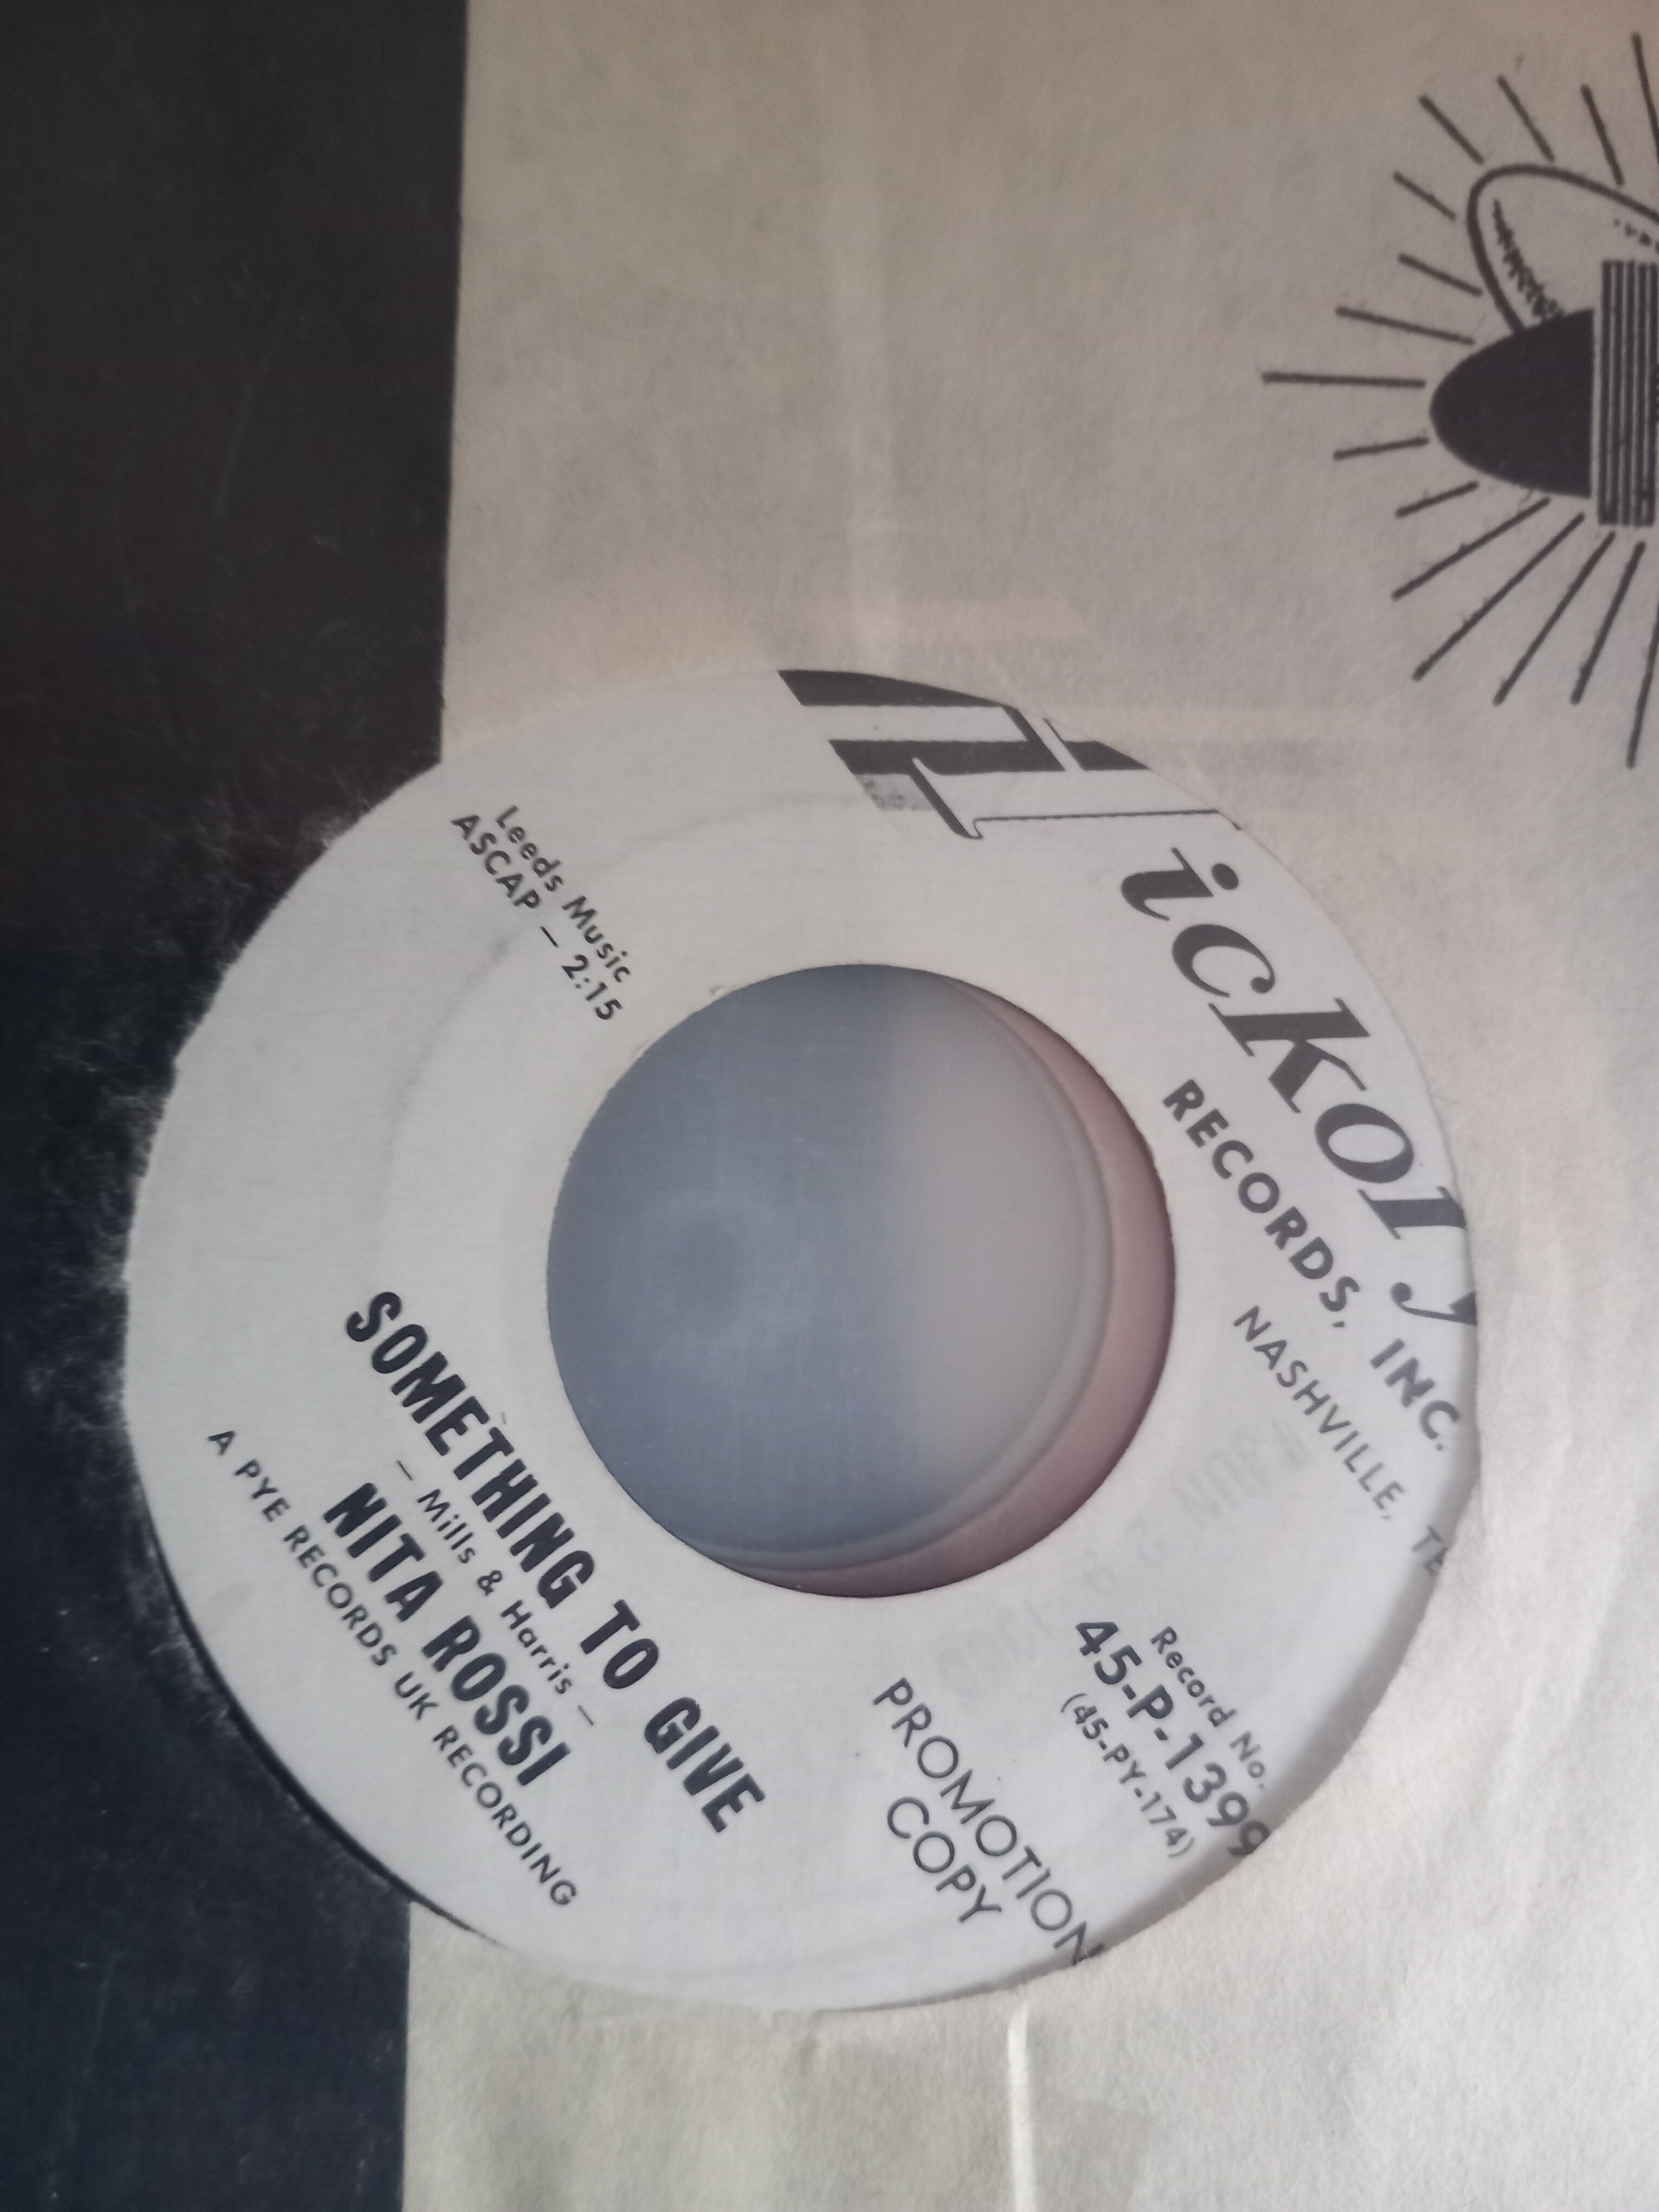 Hickory
RECORDS, INC.
NASHVILLE, TE
Record No.
45-P-1399
(45-PY-174)
PROMOTION
COPY
Leeds Music
ASCAP – 2:15
SOMETHING TO GIVE
– Mills & Harris –
NITA ROSSI
A PYE RECORDS UK RECORDING